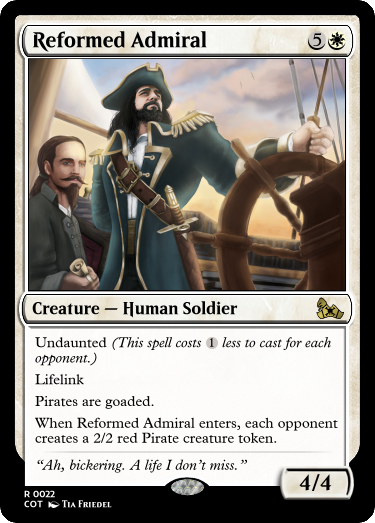 Reformed Admiral 5
Creature — Human Soldier
Undaunted (This spell costs 1 less to cast for each
opponent.)
Lifelink
Pirates are goaded.
When Reformed Admiral enters, each opponent
creates a 2/2 red Pirate creature token.
“Ah, bickering. A life I don’t miss.”
4/4
R 0022
COT Tia Friedel